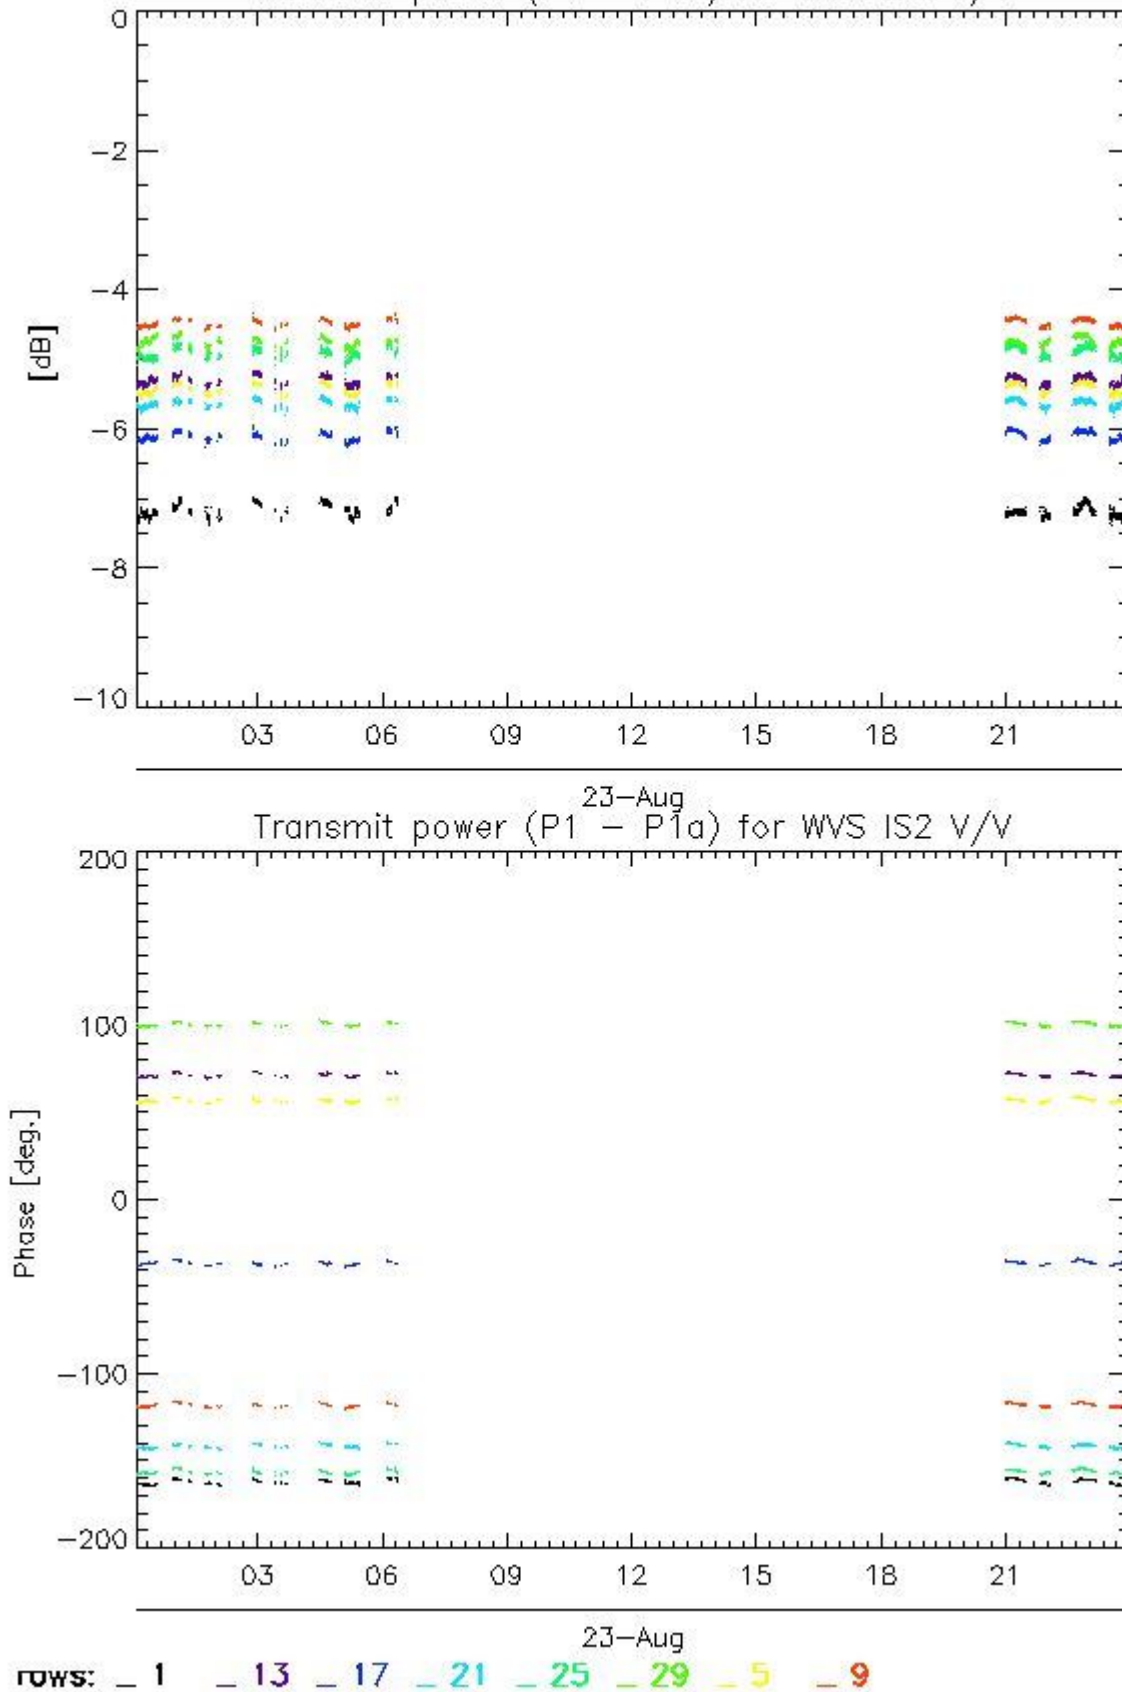 0
-2
-4
[dB]
-6
-8
-10
03 06 09 12 15 18 21
23-Aug
Transmit power (P1 - P1a) for WVS IS2 V/V
200
100
Phase [deg.]
0
-100
-200
03 06 09 12 15 18 21
23-Aug
rows: _ 1 _ 13 _ 17 _ 21 _ 25 _ 29 _ 5 _ 9